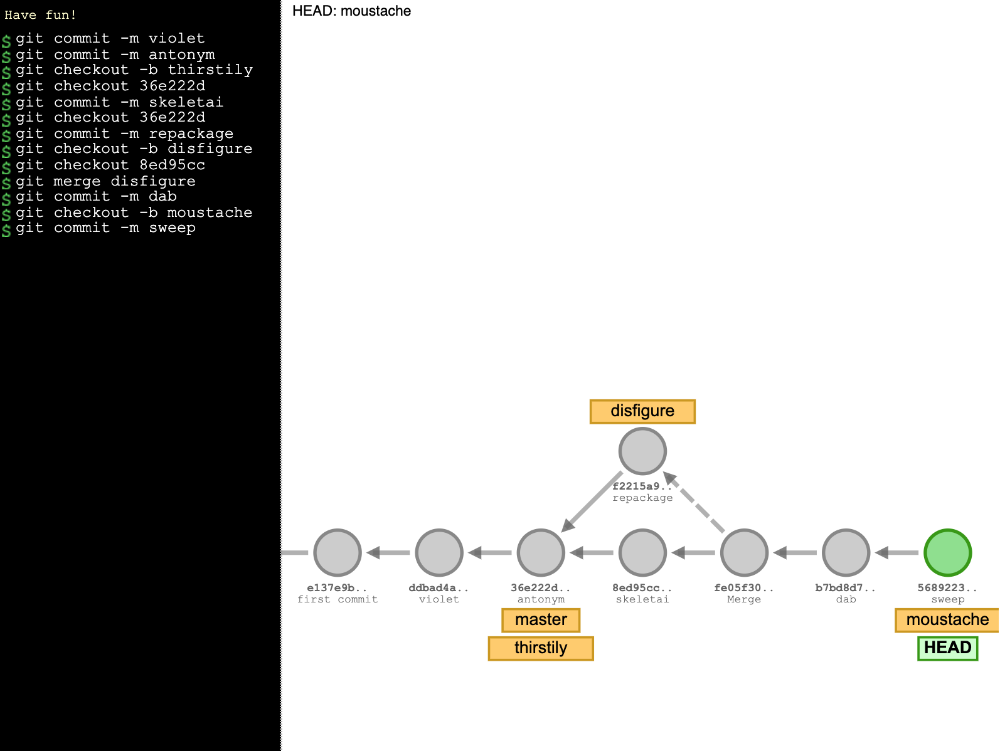 Have fun!
$ git commit -m violet
$ git commit -m antonym
$ git checkout -b thirstily
$ git checkout 36e222d
$ git commit -m skeletai
$ git checkout 36e222d
$ git commit -m repackage
$ git checkout -b disfigure
$ git checkout 8ed95cc
$ git merge disfigure
$ git commit -m dab
$ git checkout -b moustache
$ git commit -m sweep
HEAD: moustache
disfigure
f2215a9..
repackage
e137e9b..
first commit
ddbad4a..
violet
36e222d..
antonym
master
thirstily
8ed95cc..
skeletai
fe05f30..
Merge
b7bd8d7..
dab
5689223..
sweep
moustache
HEAD